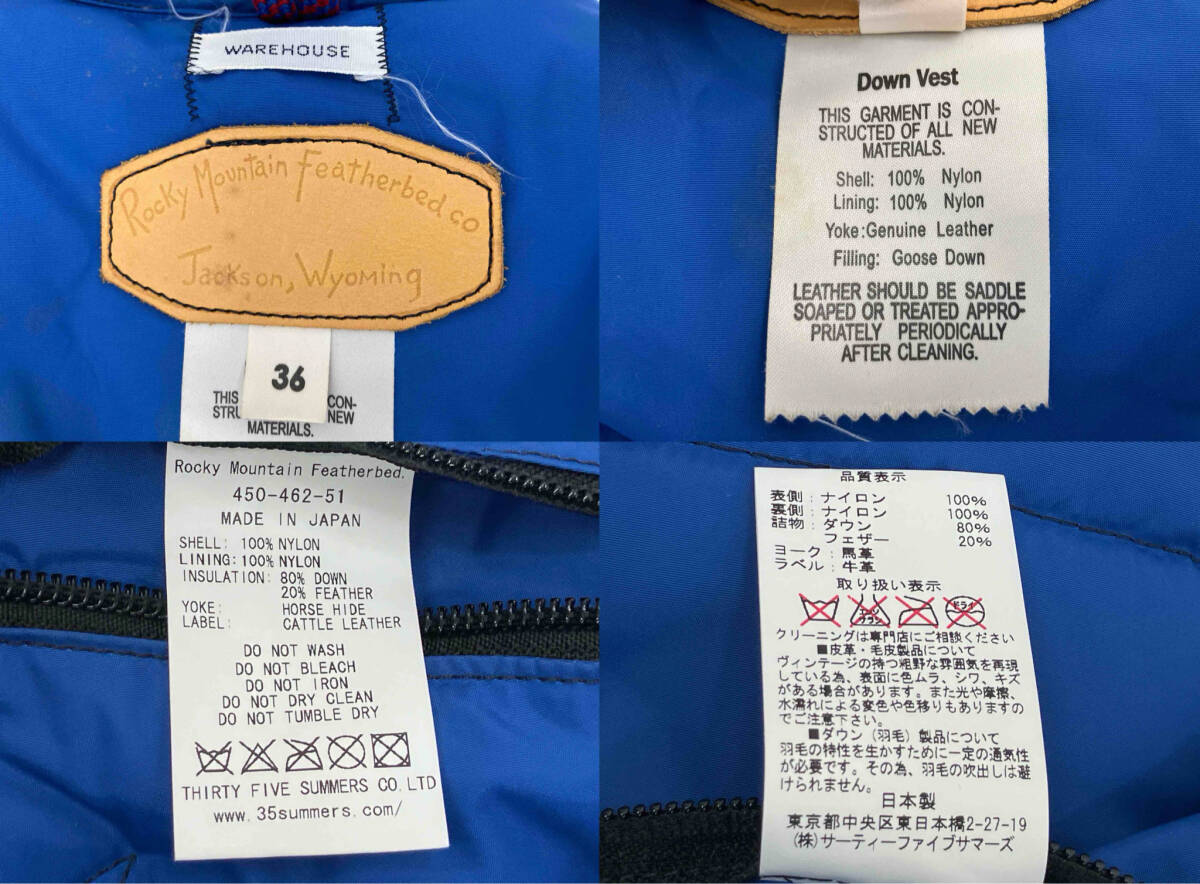 WAREHOUSE
Rocky Mountain Featherbed co
Jackson, Wyoming
36
THIS CON-
STRU NEW
MATERIALS.
Down Vest
THIS GARMENT IS CON-
STRUCTED OF ALL NEW
MATERIALS.
Shell: 100% Nylon
Lining: 100% Nylon
Yoke:Genuine Leather
Filling: Goose Down
LEATHER SHOULD BE SADDLE
SOAPED OR TREATED APPRO-
PRIATELY PERIODICALLY
AFTER CLEANING.
Rocky Mountain Featherbed.
450-462-51
MADE IN JAPAN
SHELL: 100% NYLON
LINING: 100% NYLON
INSULATION: 80% DOWN
20% FEATHER
YOKE: HORSE HIDE
LABEL: CATTLE LEATHER
DO NOT WASH
DO NOT BLEACH
DO NOT IRON
DO NOT DRY CLEAN
DO NOT TUMBLE DRY
THIRTY FIVE SUMMERS CO.LTD
www.35summers.com/
品質表示
表側：ナイロン 100%
裏側：ナイロン 100%
詰物：ダウン 80%
フェザー 20%
ヨーク：馬革
ラベル：牛革
取り扱い表示
エンソ サラシ ドライ
クリーニングは専門店にご相談ください
■皮革・毛皮製品について
ヴィンテージの持つ粗野な雰囲気を再現
している為、表面に色ムラ、シワ、キズ
がある場合があります。また光や摩擦、
水濡れによる変色や色移りもありますの
でご注意下さい。
■ダウン（羽毛）製品について
羽毛の特性を生かすために一定の通気性
が必要です。その為、羽毛の吹出しは避
けられません。
日本製
東京都中央区東日本橋2-27-19
(株)サーティーファイブサマーズ